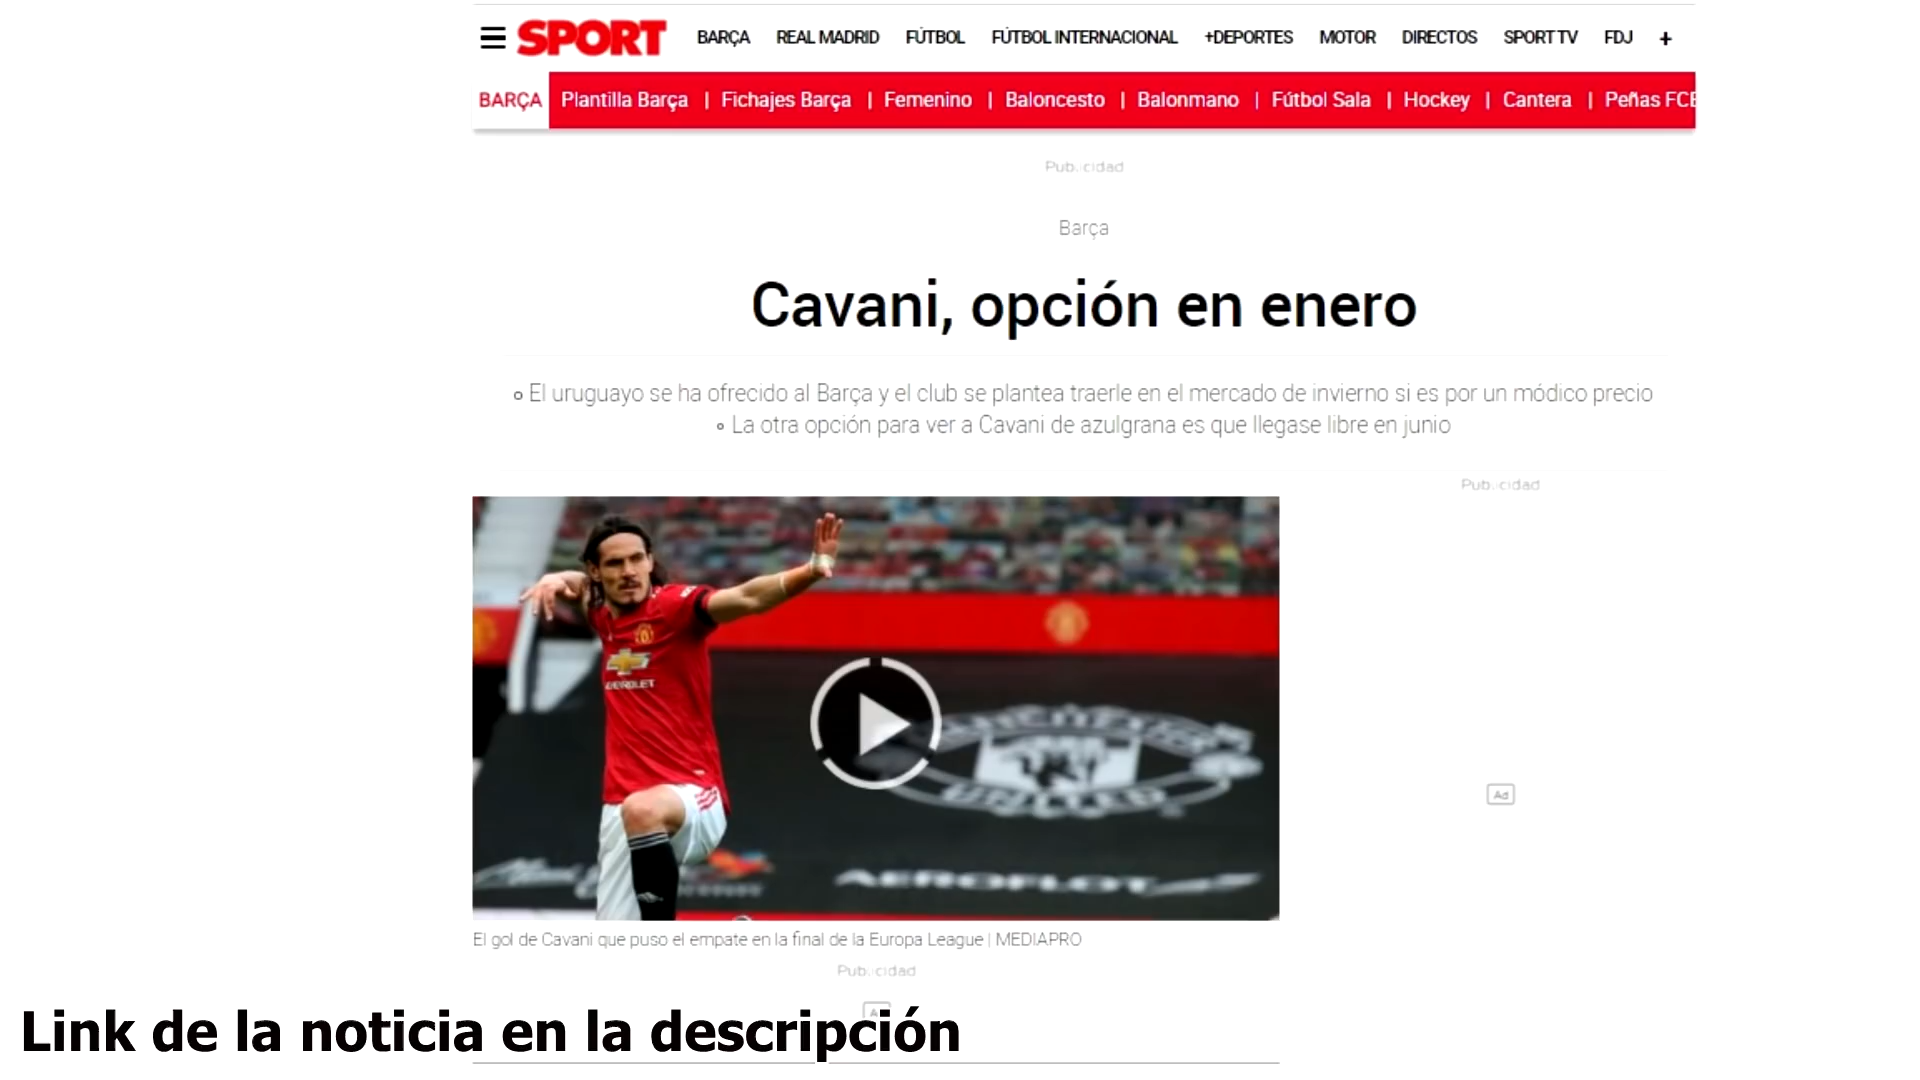 SPORT BARÇA REAL MADRID FÚTBOL FÚTBOL INTERNACIONAL +DEPORTES MOTOR DIRECTOS SPORT TV FDJ +
BARÇA Plantilla Barça | Fichajes Barça | Femenino | Baloncesto | Balonmano | Fútbol Sala | Hockey | Cantera | Peñas FCB
Publicidad
Barça
Cavani, opción en enero
El uruguayo se ha ofrecido al Barça y el club se plantea traerle en el mercado de invierno si es por un módico precio
La otra opción para ver a Cavani de azulgrana es que llegase libre en junio
Publicidad
CHEVROLET
MANCHESTER
UNITED
Ad
AEROFLOT
El gol de Cavani que puso el empate en la final de la Europa League | MEDIAPRO
Publicidad
Link de la noticia en la descripción